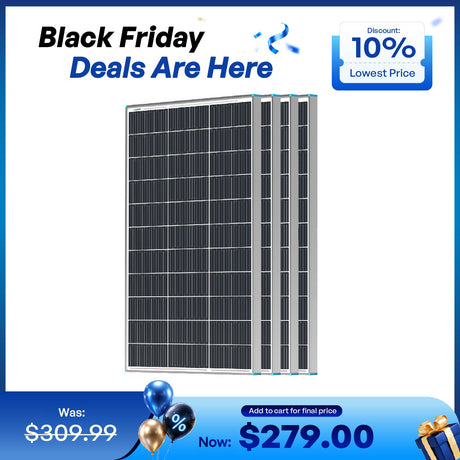 Black Friday
Deals Are Here
Discount:
10%
Lowest Price
Was:
$309.99
%
Add to cart for final price
Now: $279.00